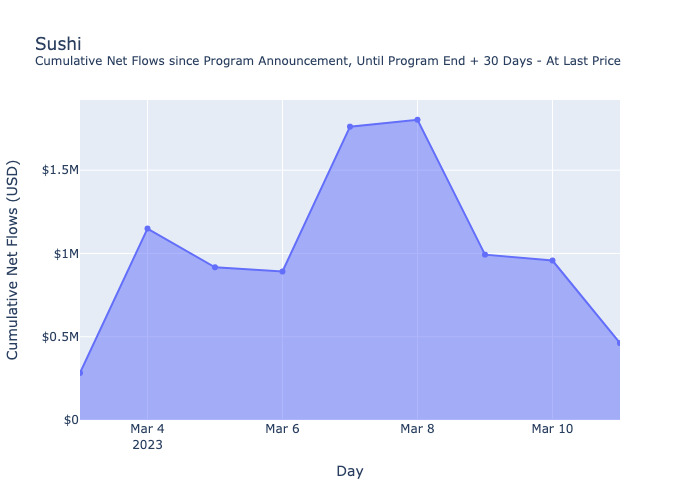 Sushi
Cumulative Net Flows since Program Announcement, Until Program End + 30 Days - At Last Price
Cumulative Net Flows (USD)
$1.5M
$1M
$0.5M
$0
Mar 4
2023
Mar 6
Mar 8
Mar 10
Day